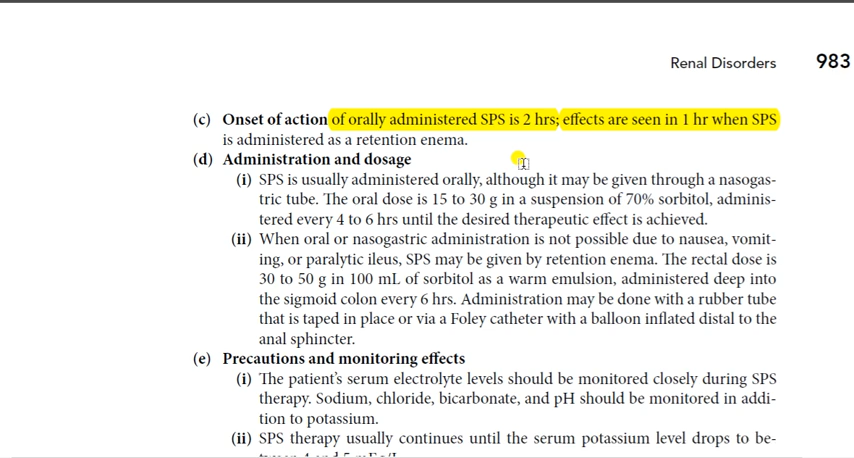 Renal Disorders 983
(c) Onset of action of orally administered SPS is 2 hrs; effects are seen in 1 hr when SPS
is administered as a retention enema.
(d) Administration and dosage
(i) SPS is usually administered orally, although it may be given through a nasogas-
tric tube. The oral dose is 15 to 30 g in a suspension of 70% sorbitol, adminis-
tered every 4 to 6 hrs until the desired therapeutic effect is achieved.
(ii) When oral or nasogastric administration is not possible due to nausea, vomit-
ing, or paralytic ileus, SPS may be given by retention enema. The rectal dose is
30 to 50 g in 100 mL of sorbitol as a warm emulsion, administered deep into
the sigmoid colon every 6 hrs. Administration may be done with a rubber tube
that is taped in place or via a Foley catheter with a balloon inflated distal to the
anal sphincter.
(e) Precautions and monitoring effects
(i) The patient's serum electrolyte levels should be monitored closely during SPS
therapy. Sodium, chloride, bicarbonate, and pH should be monitored in addi-
tion to potassium.
(ii) SPS therapy usually continues until the serum potassium level drops to be-